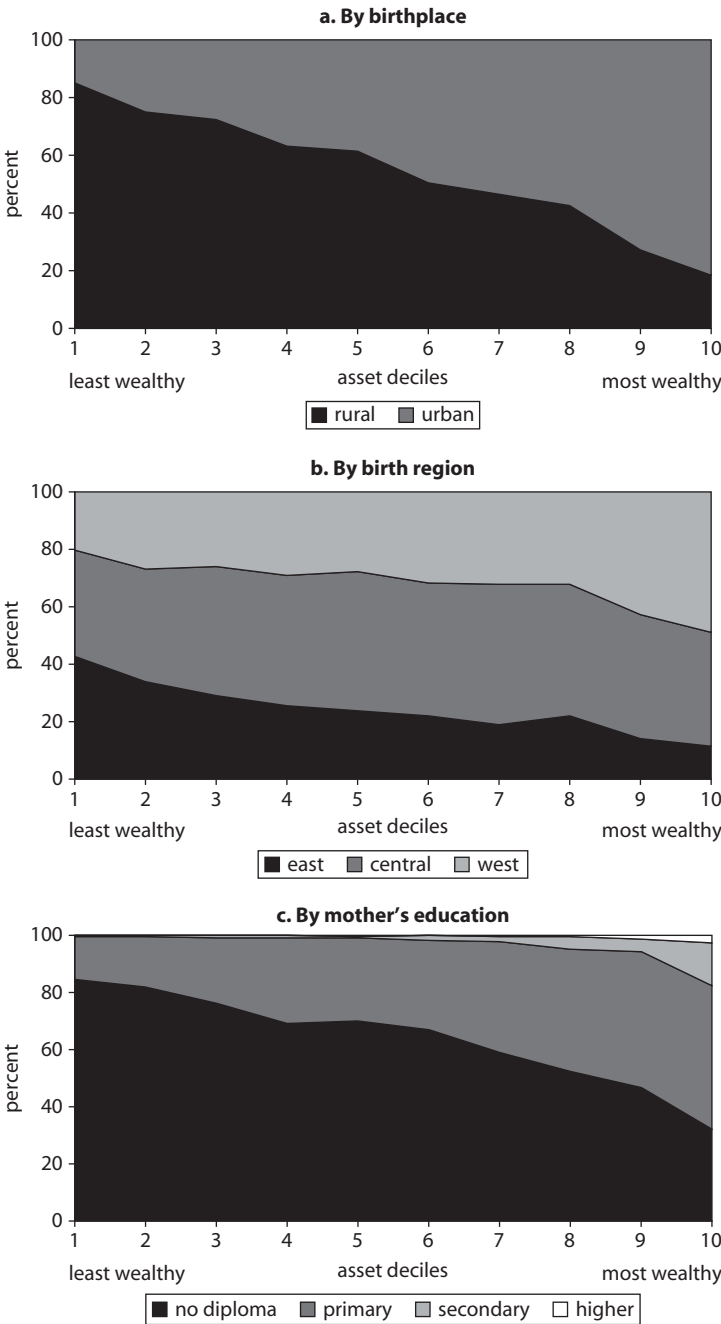 a. By birthplace
100
80
60
40
20
0
percent
1 2 3 4 5 6 7 8 9 10
least wealthy asset deciles most wealthy
rural urban
b. By birth region
100
80
60
40
20
0
percent
1 2 3 4 5 6 7 8 9 10
least wealthy asset deciles most wealthy
east central west
c. By mother's education
100
80
60
40
20
0
percent
1 2 3 4 5 6 7 8 9 10
least wealthy asset deciles most wealthy
no diploma primary secondary higher